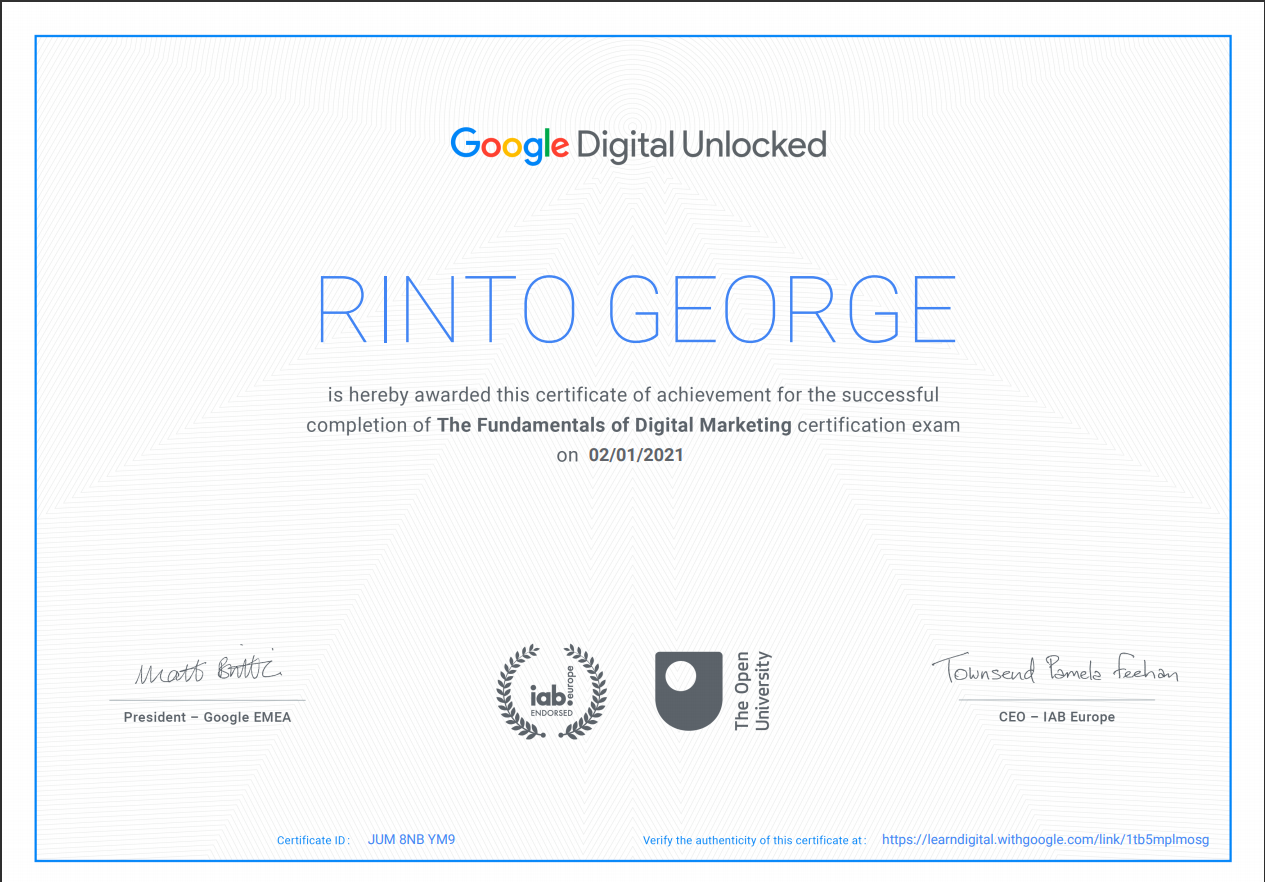 Google Digital Unlocked
RINTO GEORGE
is hereby awarded this certificate of achievement for the successful
completion of The Fundamentals of Digital Marketing certification exam
on 02/01/2021
Matt Brittin
President – Google EMEA
iab.europe
ENDORSED
The Open
University
Townsend Pamela Feehan
CEO – IAB Europe
Certificate ID: JUM 8NB YM9
Verify the authenticity of this certificate at: https://learndigital.withgoogle.com/link/1tb5mplmosg